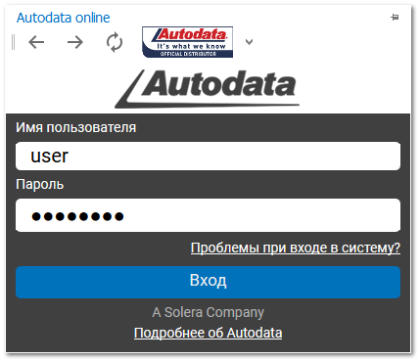 Autodata online
Autodata
It's what we know
OFFICIAL DISTRIBUTOR
Autodata
Имя пользователя
user
Пароль
●●●●●●●●
Проблемы при входе в систему?
Вход
A Solera Company
Подробнее об Autodata